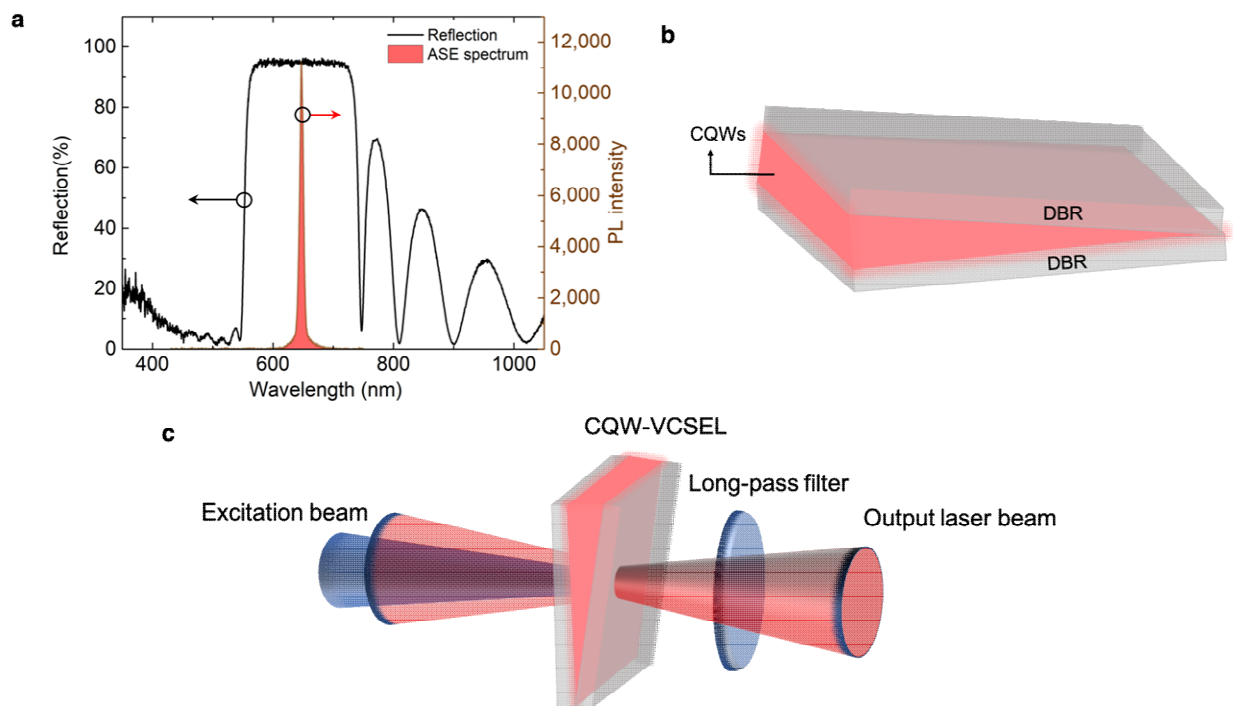 a
Reflection
ASE spectrum
100
80
60
40
20
0
Reflection(%)
12,000
11,000
10,000
8,000
6,000
4,000
2,000
0
PL intensity
400
600
800
1000
Wavelength (nm)
b
CQWs
DBR
DBR
c
CQW-VCSEL
Long-pass filter
Excitation beam
Output laser beam